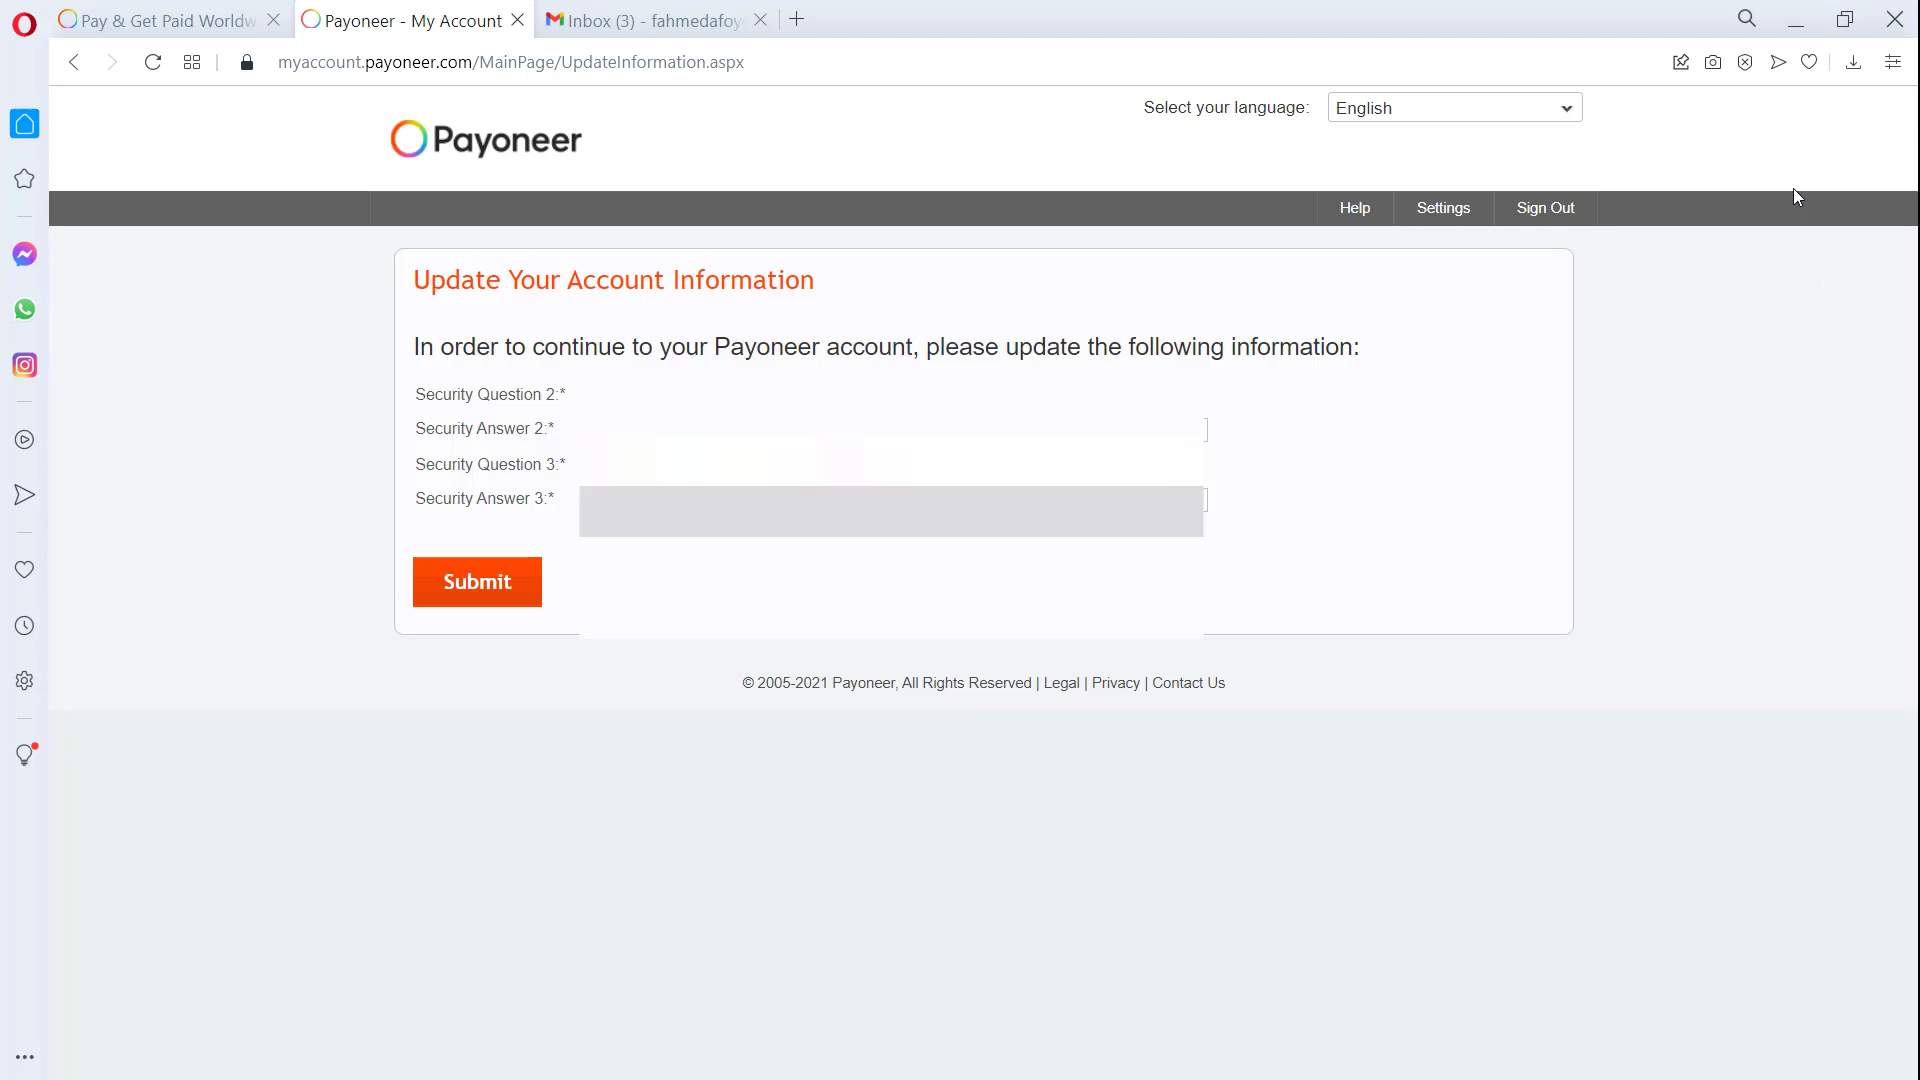 Pay & Get Paid Worldw
Payoneer - My Account
Inbox (3) - fahmedafoy
myaccount.payoneer.com/MainPage/UpdateInformation.aspx
Select your language: English
Payoneer
Help Settings Sign Out
Update Your Account Information
In order to continue to your Payoneer account, please update the following information:
Security Question 2:*
Security Answer 2:*
Security Question 3:*
Security Answer 3:*
Submit
© 2005-2021 Payoneer, All Rights Reserved | Legal | Privacy | Contact Us